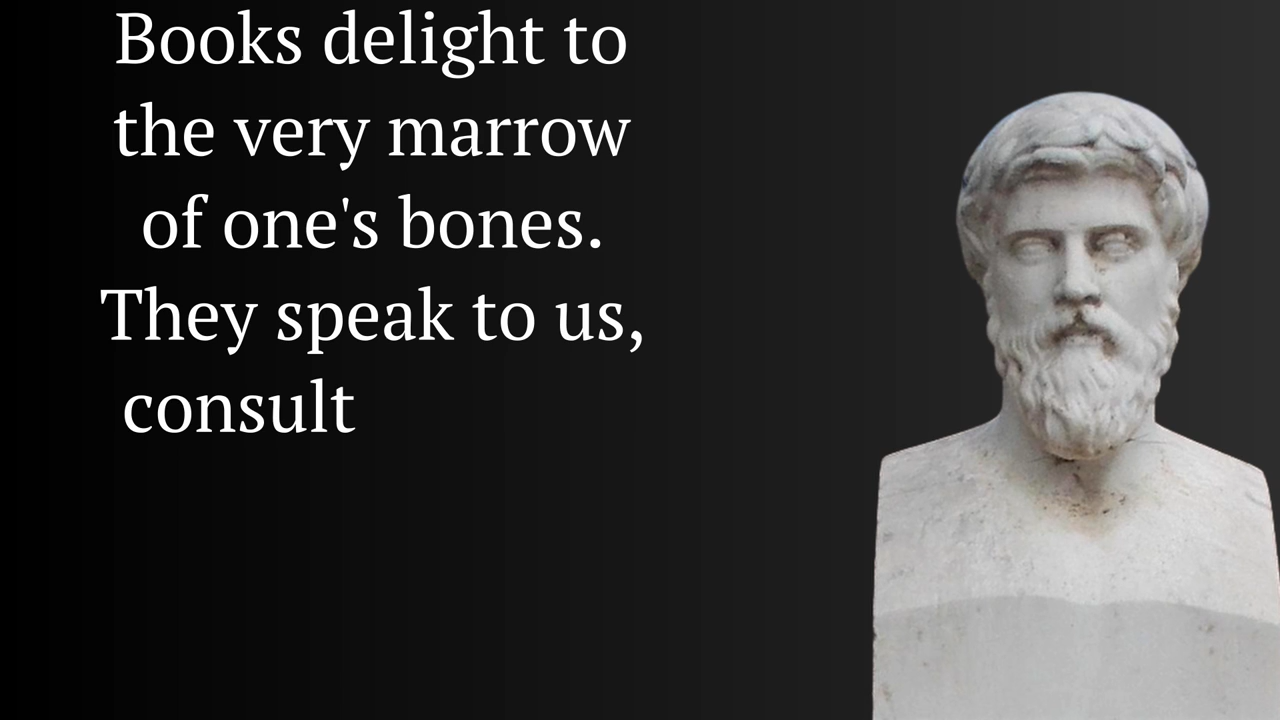 Books delight to
the very marrow
of one's bones.
They speak to us,
consult